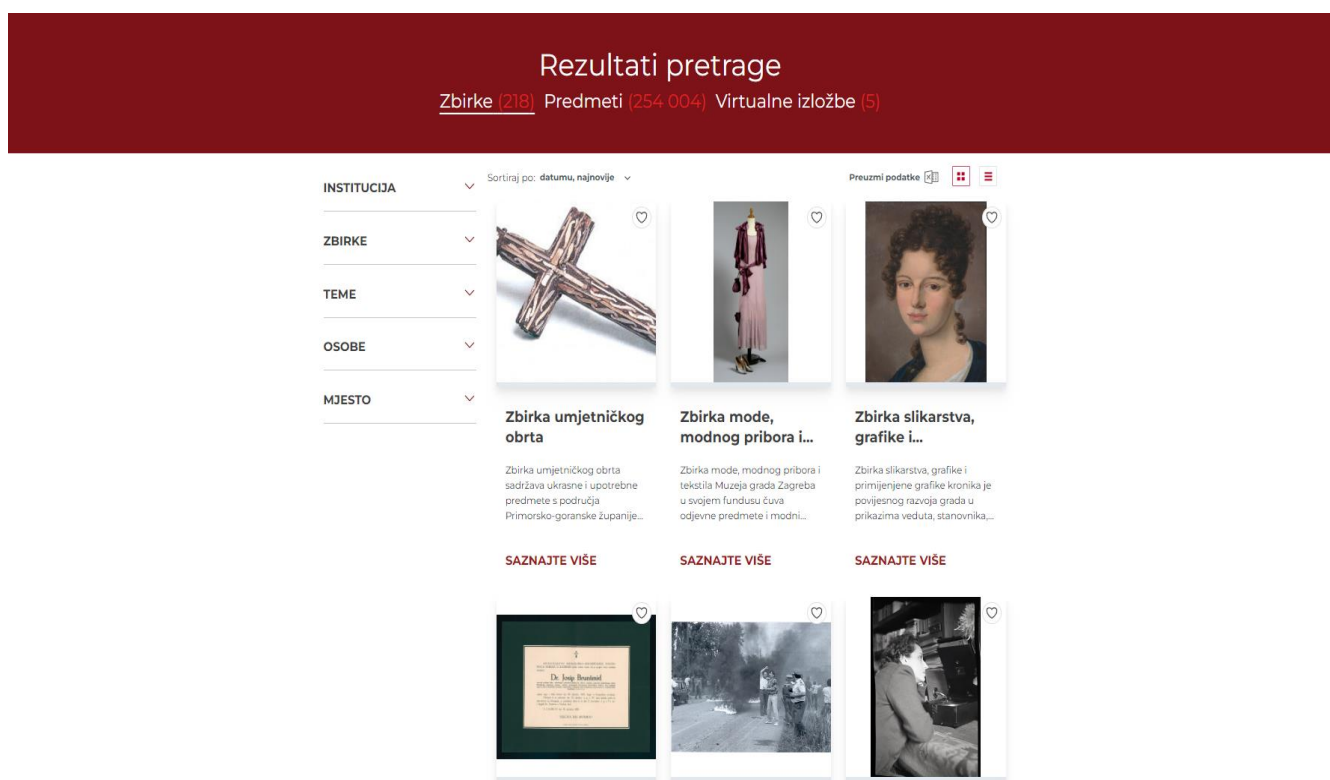 Rezultati pretrage
Zbirke (218) Predmeti (254 004) Virtualne izložbe (5)
INSTITUCIJA
ZBIRKE
TEME
OSOBE
MJESTO
Sortiraj po: datumu, najnovije
Preuzmi podatke
Zbirka umjetničkog
obrta
Zbirka umjetničkog obrta
sadržava ukrasne i upotrebne
predmete s područja
Primorsko-goranske županije...
SAZNAJTE VIŠE
Zbirka mode,
modnog pribora i...
Zbirka mode, modnog pribora i
tekstila Muzeja grada Zagreba
u svojem fundusu čuva
odjevne predmete i modni...
SAZNAJTE VIŠE
Zbirka slikarstva,
grafike i...
Zbirka slikarstva, grafike i
primijenjene grafike kronika je
povijesnog razvoja grada u
prikazima veduta, stanovnika,...
SAZNAJTE VIŠE